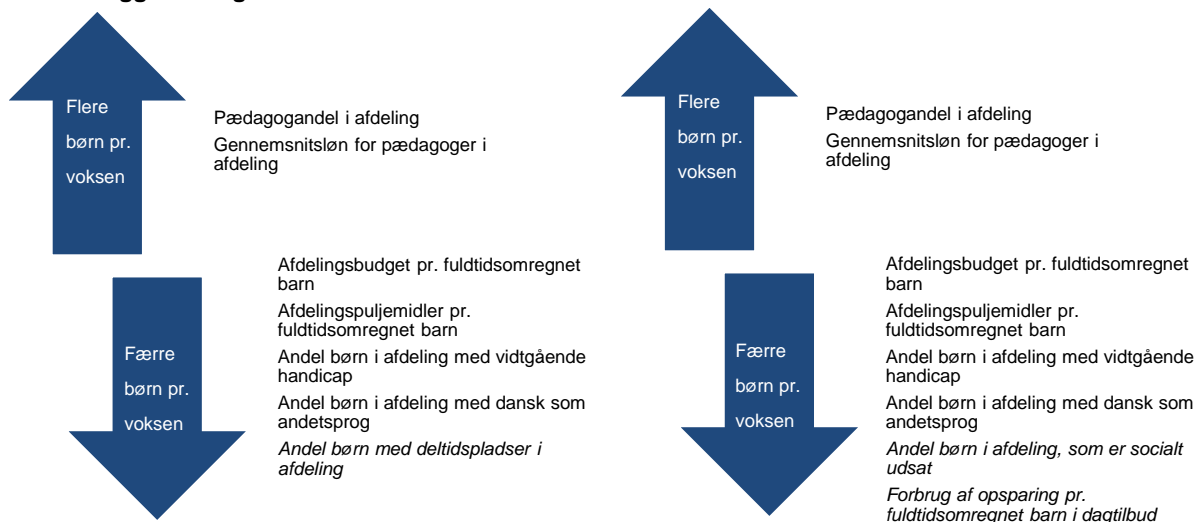 Flere
børn pr.
voksen
Pædagogandel i afdeling
Gennemsnitsløn for pædagoger i
afdeling
Færre
børn pr.
voksen
Afdelingsbudget pr. fuldtidsomregnet
barn
Afdelingspuljemidler pr.
fuldtidsomregnet barn
Andel børn i afdeling med vidtgående
handicap
Andel børn i afdeling med dansk som
andetsprog
Andel børn med deltidspladser i
afdeling
Flere
børn pr.
voksen
Pædagogandel i afdeling
Gennemsnitsløn for pædagoger i
afdeling
Færre
børn pr.
voksen
Afdelingsbudget pr. fuldtidsomregnet
barn
Afdelingspuljemidler pr.
fuldtidsomregnet barn
Andel børn i afdeling med vidtgående
handicap
Andel børn i afdeling med dansk som
andetsprog
Andel børn i afdeling, som er socialt
udsat
Forbrug af opsparing pr.
fuldtidsomregnet barn i dagtilbud